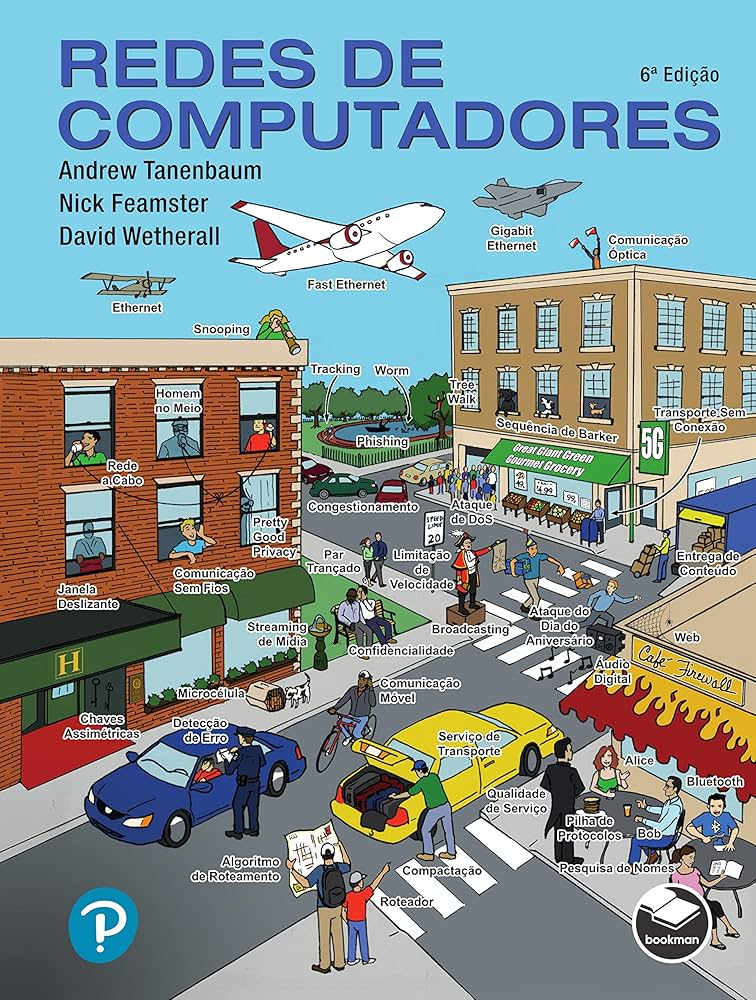 REDES DE
COMPUTADORES
6ª Edição
Andrew Tanenbaum
Nick Feamster
David Wetherall
Gigabit
Ethernet
Comunicação
Óptica
Fast Ethernet
Ethernet
Snooping
Tracking
Worm
Tree
Walk
Homem
no Meio
Phishing
Sequência de Barker
Transporte Sem
Conexão
5G
Great Giant Green
Gourmet Grocery
Rede
a Cabo
Congestionamento
Ataque
de DoS
4.99
SPEED
LIMIT
20
Pretty
Good
Privacy
Par
Trançado
Limitação
de
Velocidade
Entrega de
Conteúdo
Janela
Deslizante
Comunicação
Sem Fios
Ataque do
Dia do
Aniversário
Streaming
de Mídia
Broadcasting
Confidencialidade
Web
Café Firewall
Áudio
Digital
H
Microcélula
Comunicação
Móvel
Chaves
Assimétricas
Detecção
de Erro
Serviço de
Transporte
Alice
Bluetooth
Qualidade
de Serviço
Pilha de
Protocolos
Bob
Algoritmo
de Roteamento
Compactação
Pesquisa de Nomes
Roteador
P
bookman